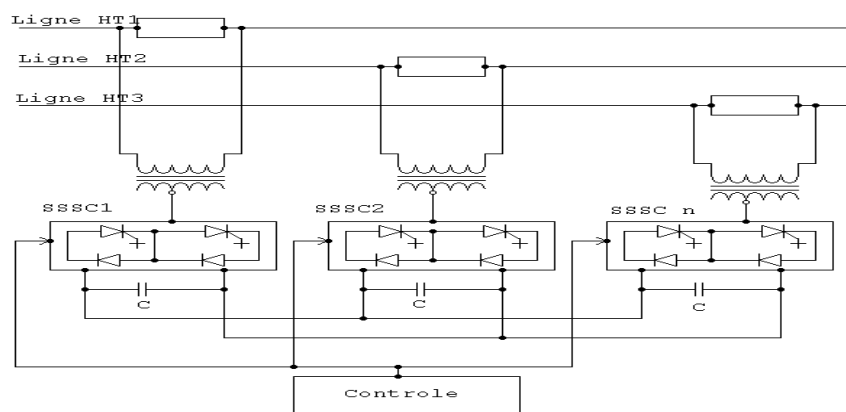 Ligne HT1
Ligne HT2
Ligne HT3
SSSC1
SSSC2
SSSC n
C
C
C
Controle